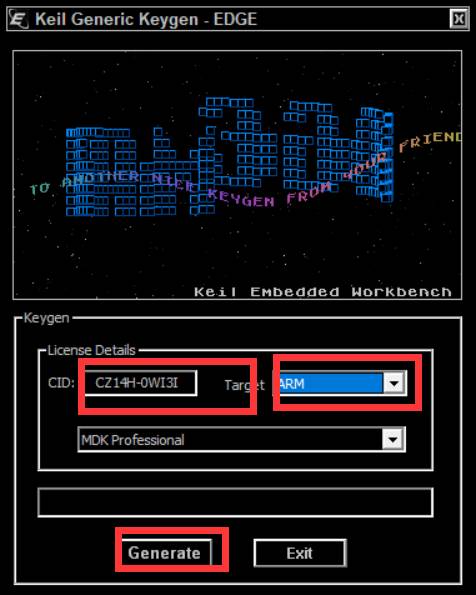 Keil Generic Keygen - EDGE
TO ANOTHER NICE KEYGEN FROM YOUR FRIEND
Keil Embedded Workbench
Keygen
License Details
CID: CZ14H-0WI3I Target ARM
MDK Professional
Generate Exit